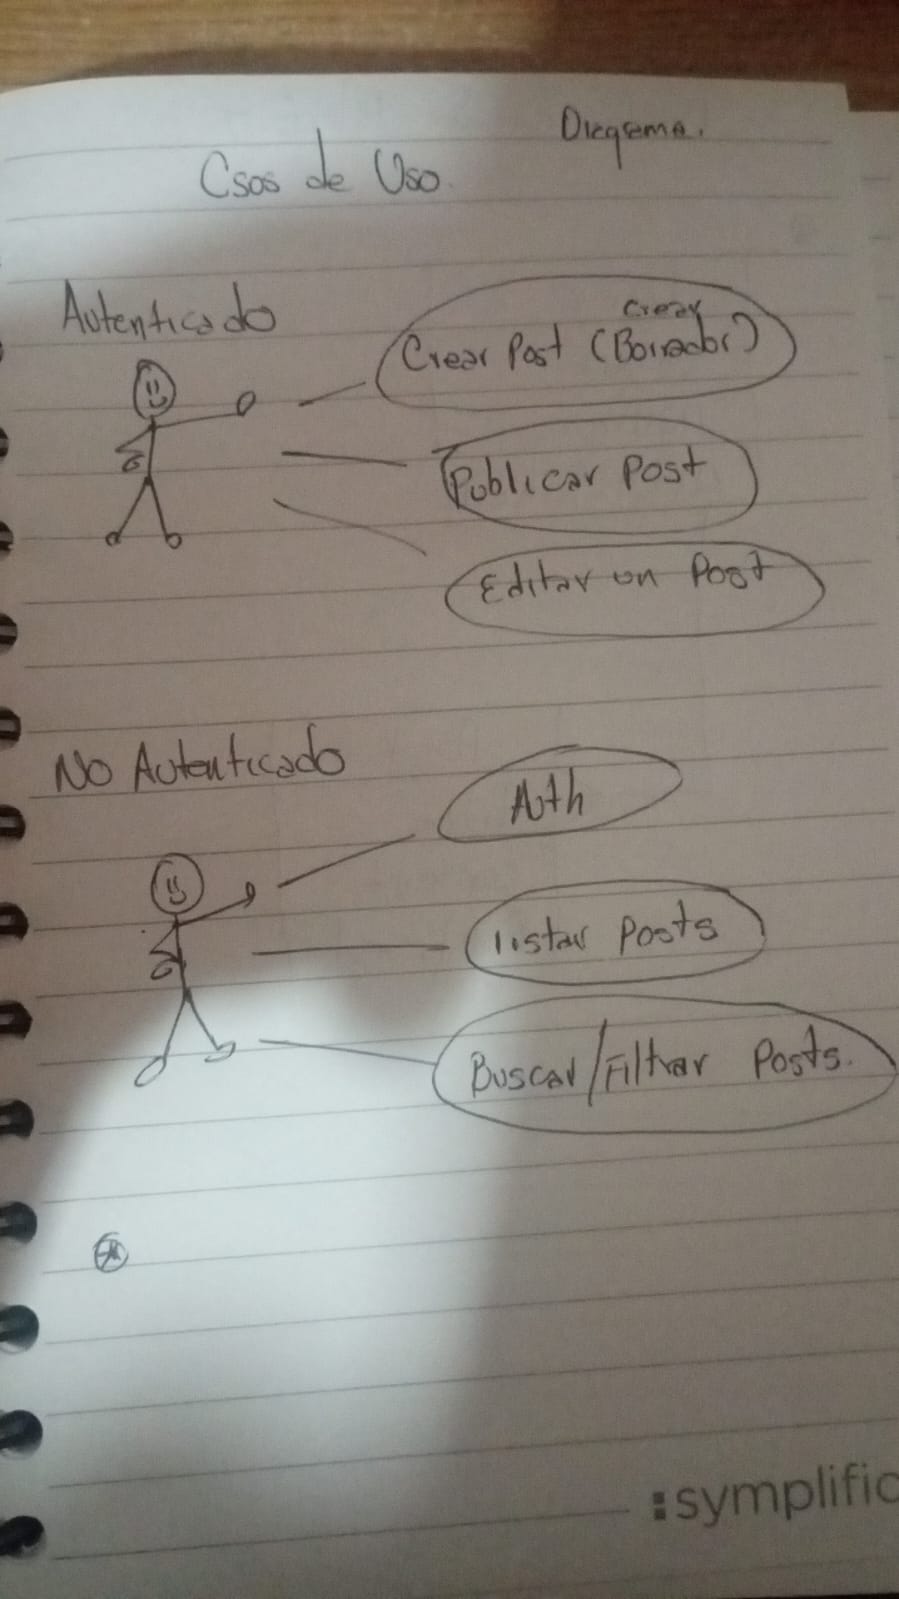 Diagrama.
Csos de Uso.
Autenticado
Crear
Crear Post (Borrador)
Publicar Post
Editar un Post
No Autenticado
Auth
listar Posts
Buscar/Filtrar Posts.
symplific